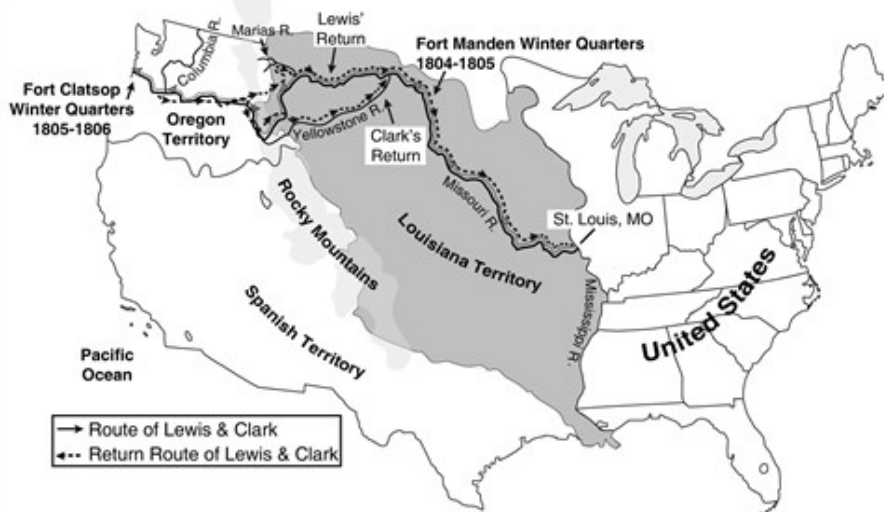 Marias R.
Lewis'
Return
Fort Manden Winter Quarters
1804-1805
Columbia R.
Fort Clatsop
Winter Quarters
1805-1806
Oregon
Territory
Yellowstone R.
Clark's
Return
Missouri R.
St. Louis, MO
Rocky Mountains
Louisiana Territory
Mississippi R.
United States
Spanish Territory
Pacific
Ocean
Route of Lewis & Clark
Return Route of Lewis & Clark